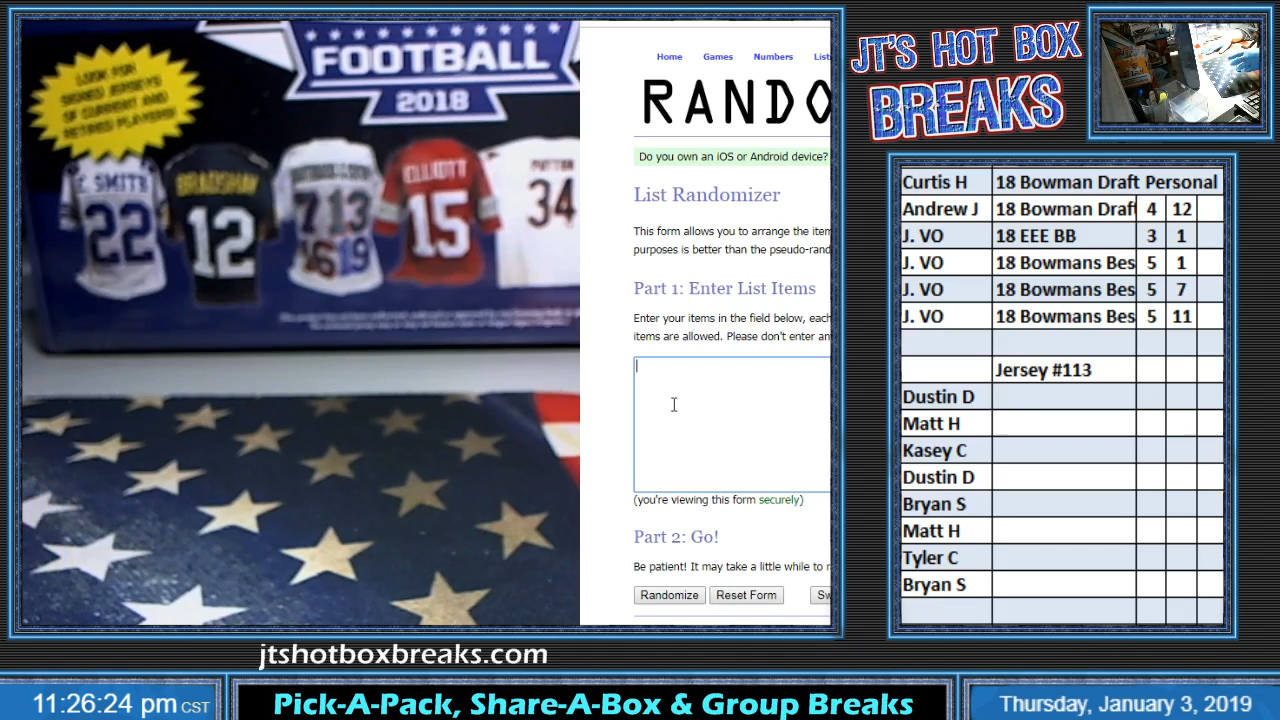 FOOTBALL
2018
SIGNED JERSEYS
OF CURRENT AND
RETIRED PLAYERS
E. SMITH
22
BRADSHAW
12
7 13
16 19
ELLIOTT
15
34
Home Games Numbers List
RANDO
Do you own an iOS or Android device?
List Randomizer
This form allows you to arrange the item
purposes is better than the pseudo-rand
Part 1: Enter List Items
Enter your items in the field below, each
items are allowed. Please don't enter an
(you're viewing this form securely)
Part 2: Go!
Be patient! It may take a little while to r
Randomize Reset Form Sw
JT'S HOT BOX
BREAKS
Curtis H 18 Bowman Draft Personal
Andrew J 18 Bowman Draf 4 12
J. VO 18 EEE BB 3 1
J. VO 18 Bowmans Bes 5 1
J. VO 18 Bowmans Bes 5 7
J. VO 18 Bowmans Bes 5 11
Jersey #113
Dustin D
Matt H
Kasey C
Dustin D
Bryan S
Matt H
Tyler C
Bryan S
jtshotboxbreaks.com
11:26:24 pm CST
Pick-A-Pack, Share-A-Box & Group Breaks
Thursday, January 3, 2019